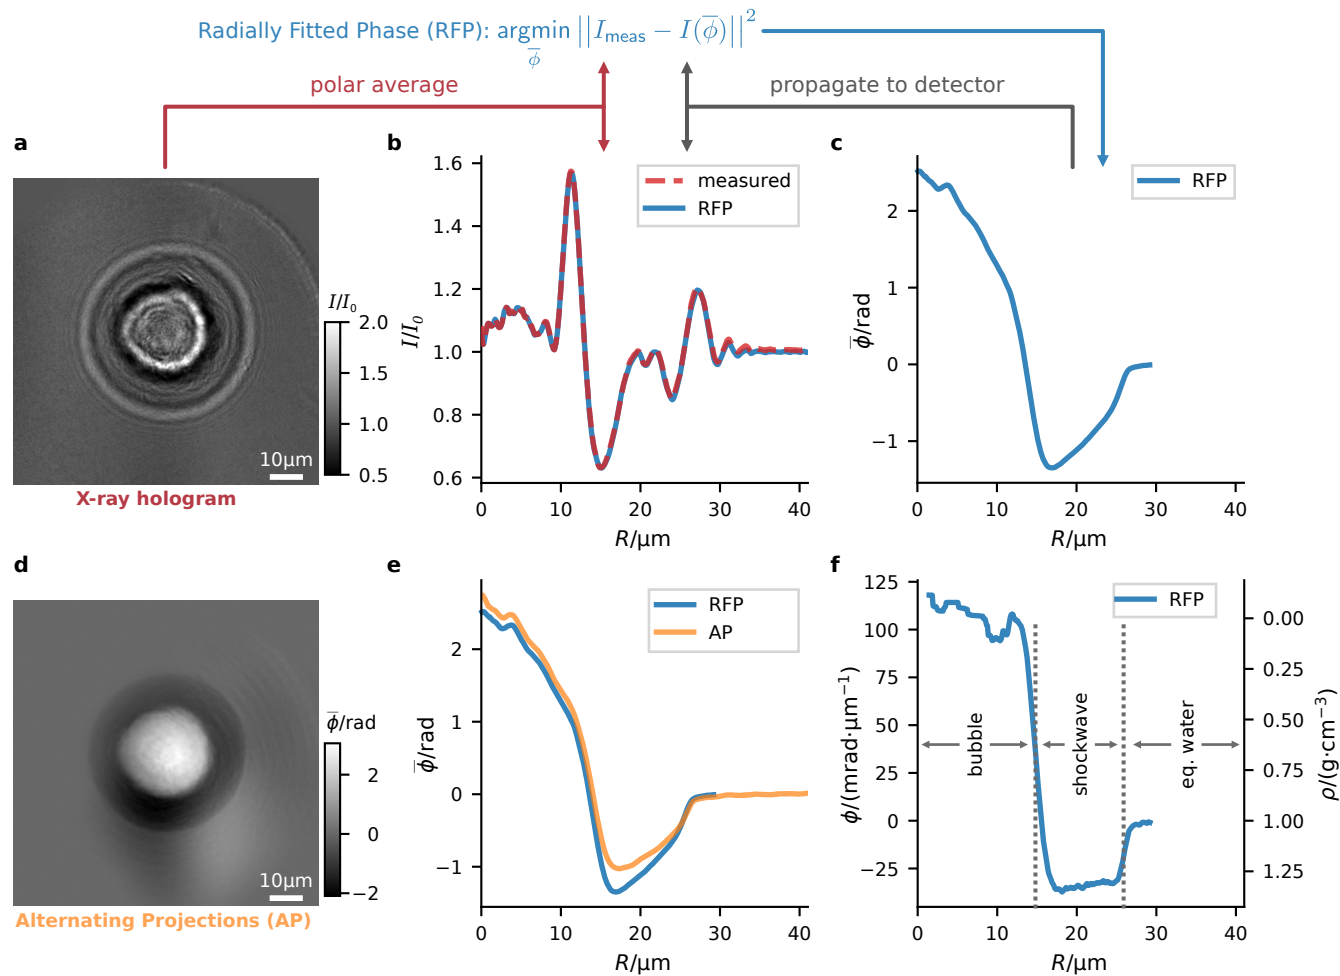 Radially Fitted Phase (RFP): argmin ||I_meas − I(ϕ̅)||²
ϕ̅
polar average
propagate to detector
a
I/I₀
2.0
1.5
1.0
0.5
10μm
X-ray hologram
b
measured
RFP
I/I₀
1.6
1.4
1.2
1.0
0.8
0.6
0 10 20 30 40
R/μm
c
RFP
ϕ̅/rad
2
1
0
−1
0 10 20 30 40
R/μm
d
ϕ̅/rad
2
0
−2
10μm
Alternating Projections (AP)
e
RFP
AP
ϕ̅/rad
2
1
0
−1
0 10 20 30 40
R/μm
f
RFP
ϕ/(mrad·μm⁻¹)
125
100
75
50
25
0
−25
bubble
shockwave
eq. water
0.00
0.25
0.50
0.75
1.00
1.25
ρ/(g·cm⁻³)
0 10 20 30 40
R/μm